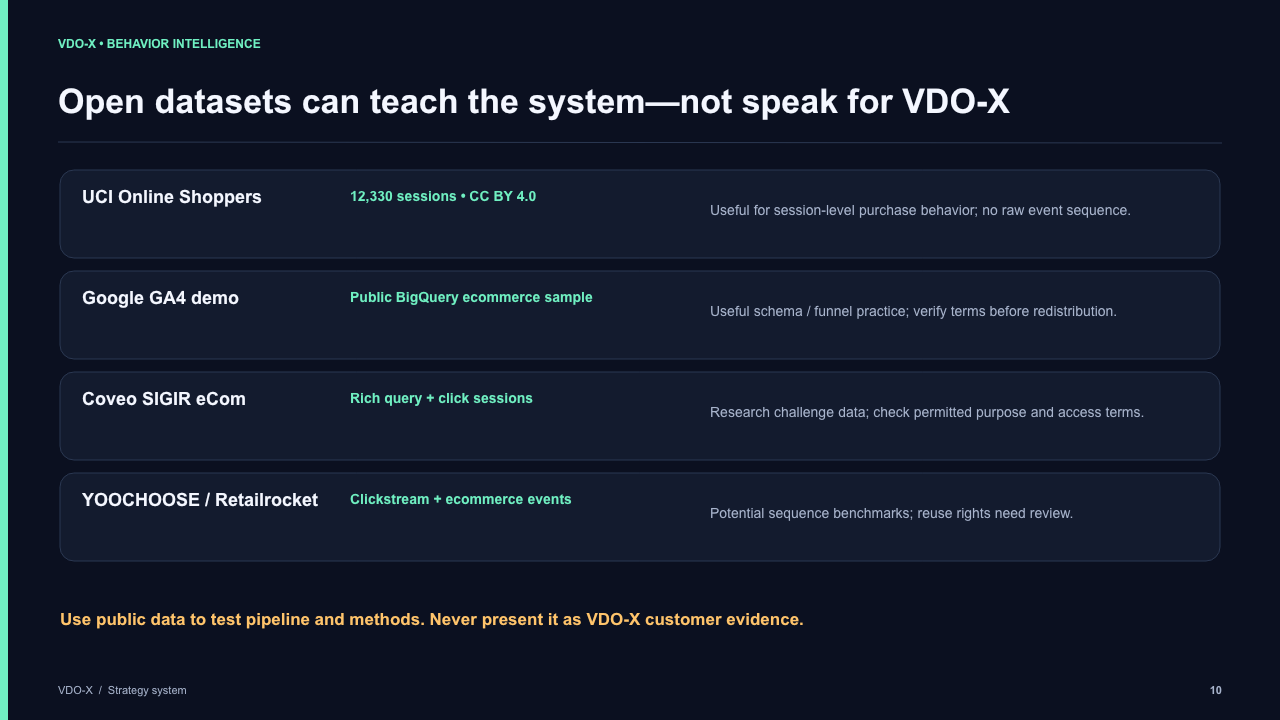 VDO-X • BEHAVIOR INTELLIGENCE
Open datasets can teach the system—not speak for VDO-X
UCI Online Shoppers
12,330 sessions • CC BY 4.0
Useful for session-level purchase behavior; no raw event sequence.
Google GA4 demo
Public BigQuery ecommerce sample
Useful schema / funnel practice; verify terms before redistribution.
Coveo SIGIR eCom
Rich query + click sessions
Research challenge data; check permitted purpose and access terms.
YOOCHOOSE / Retailrocket
Clickstream + ecommerce events
Potential sequence benchmarks; reuse rights need review.
Use public data to test pipeline and methods. Never present it as VDO-X customer evidence.
VDO-X / Strategy system
10